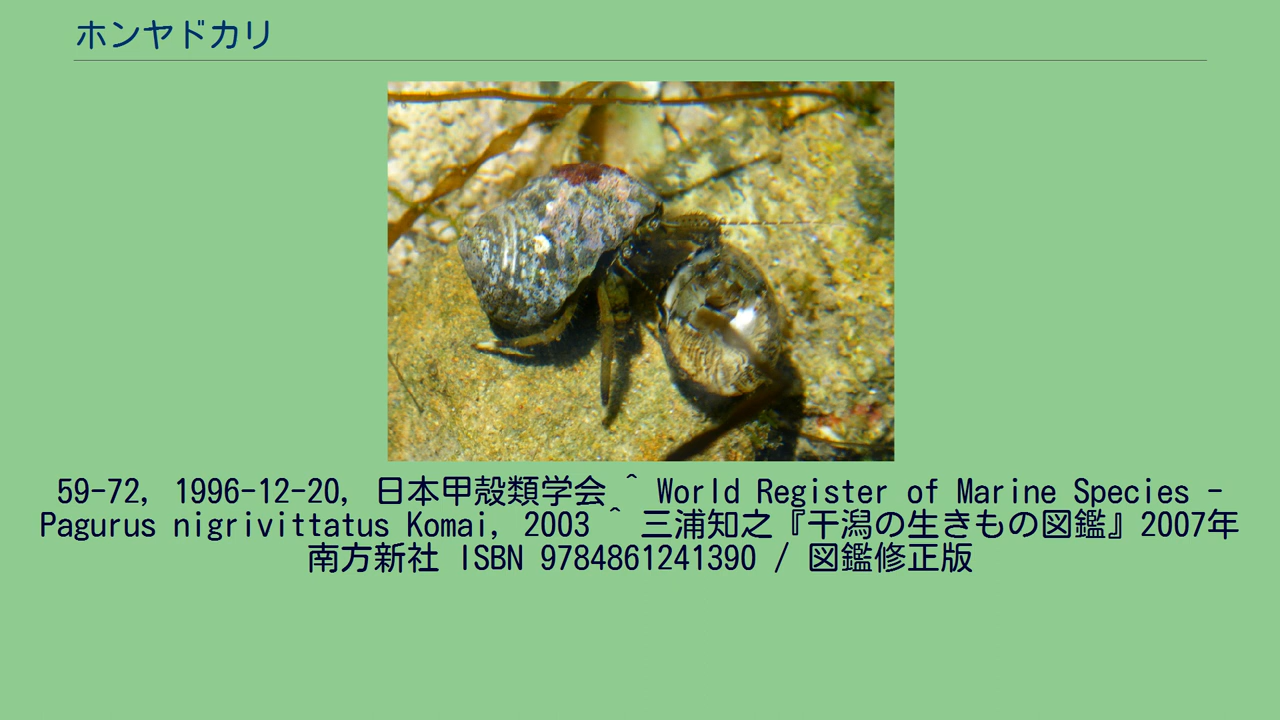 ホンヤドカリ
59-72, 1996-12-20, 日本甲殻類学会 ^ World Register of Marine Species -
Pagurus nigrivittatus Komai, 2003 ^ 三浦知之『干潟の生きもの図鑑』2007年
南方新社 ISBN 9784861241390 / 図鑑修正版